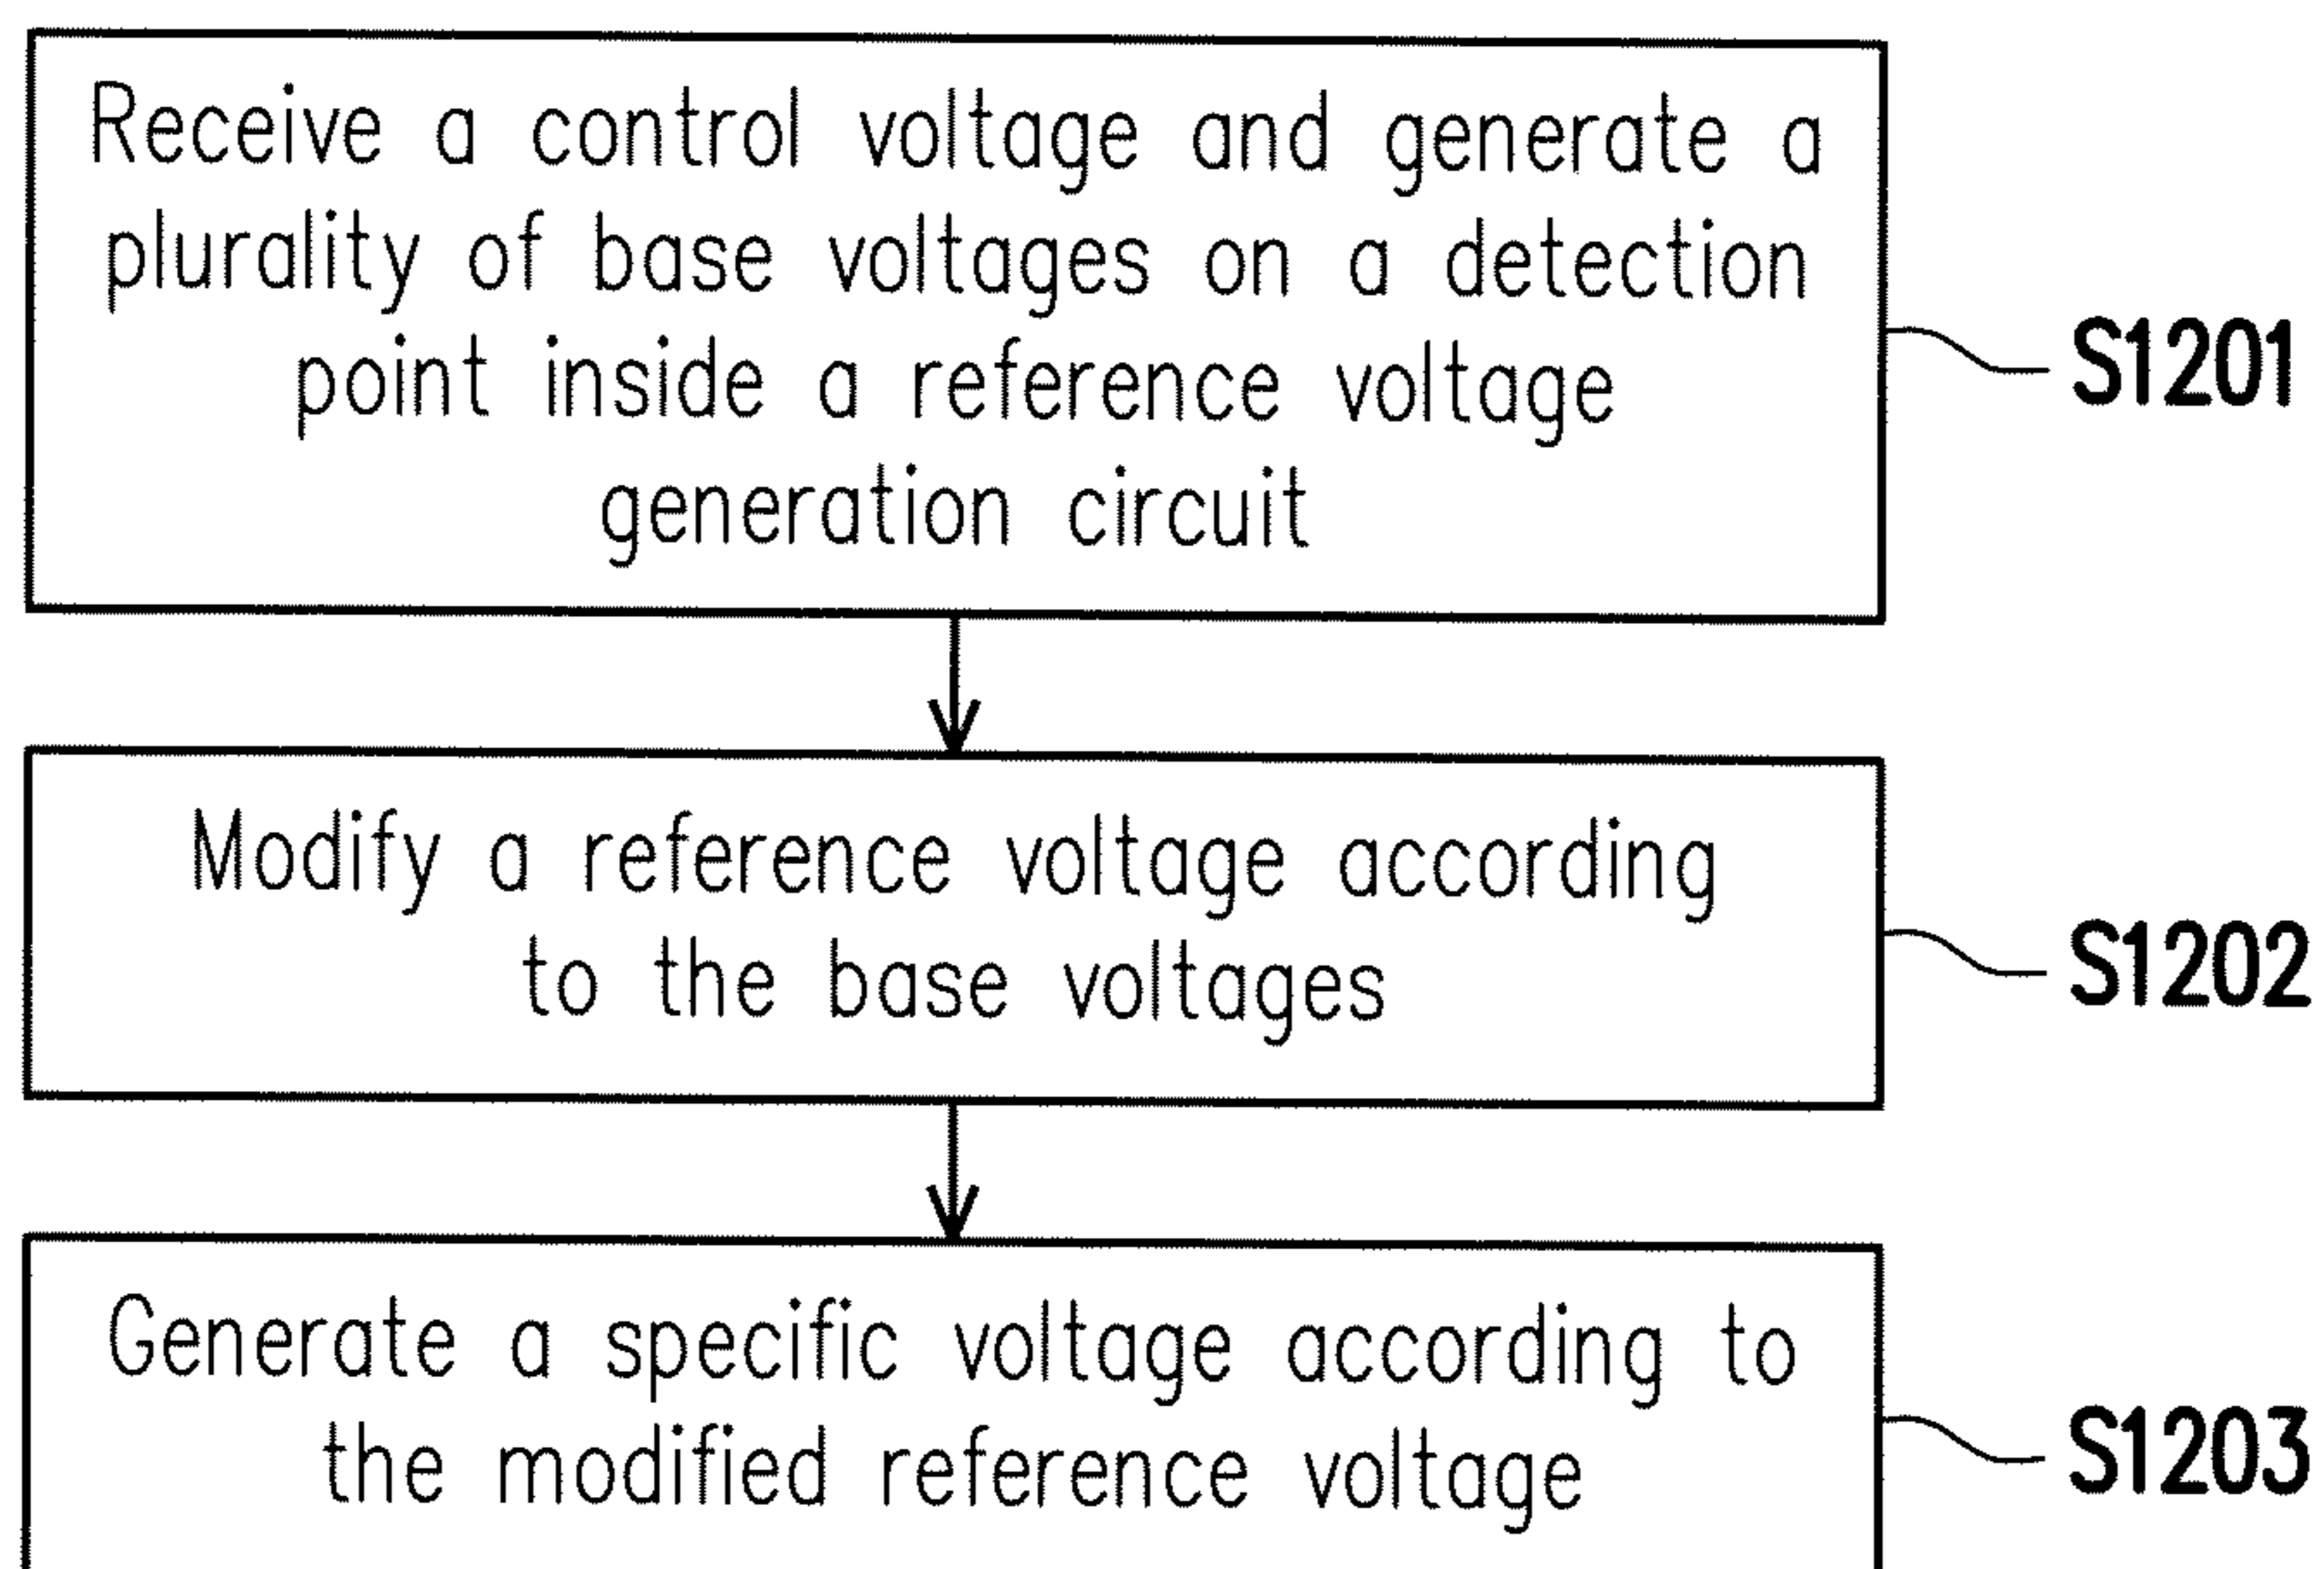 Receive a control voltage and generate a
plurality of base voltages on a detection
point inside a reference voltage
generation circuit
S1201
Modify a reference voltage according
to the base voltages
S1202
Generate a specific voltage according to
the modified reference voltage
S1203